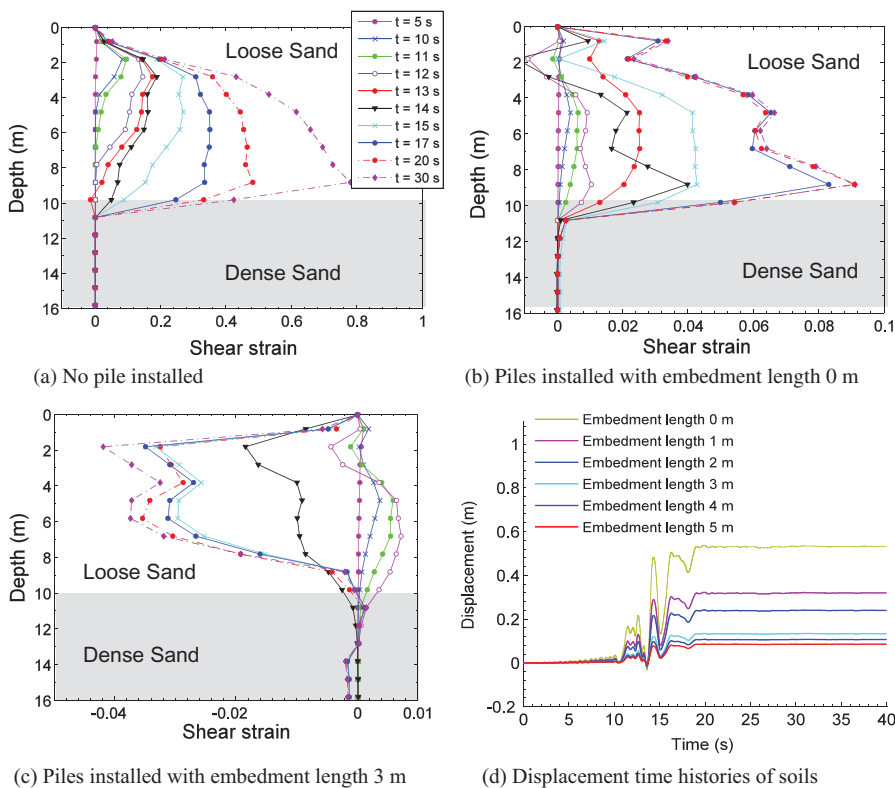 0
2
4
6
8
10
12
14
16
Depth (m)
Loose Sand
Dense Sand
t = 5 s
t = 10 s
t = 11 s
t = 12 s
t = 13 s
t = 14 s
t = 15 s
t = 17 s
t = 20 s
t = 30 s
0 0.2 0.4 0.6 0.8 1
Shear strain
(a) No pile installed
0
2
4
6
8
10
12
14
16
Depth (m)
Loose Sand
Dense Sand
0 0.02 0.04 0.06 0.08 0.1
Shear strain
(b) Piles installed with embedment length 0 m
0
2
4
6
8
10
12
14
16
Depth (m)
Loose Sand
Dense Sand
-0.04 -0.02 0 0.01
Shear strain
(c) Piles installed with embedment length 3 m
1
0.8
0.6
0.4
0.2
0
-0.2
Displacement (m)
Embedment length 0 m
Embedment length 1 m
Embedment length 2 m
Embedment length 3 m
Embedment length 4 m
Embedment length 5 m
0 5 10 15 20 25 30 35 40
Time (s)
(d) Displacement time histories of soils